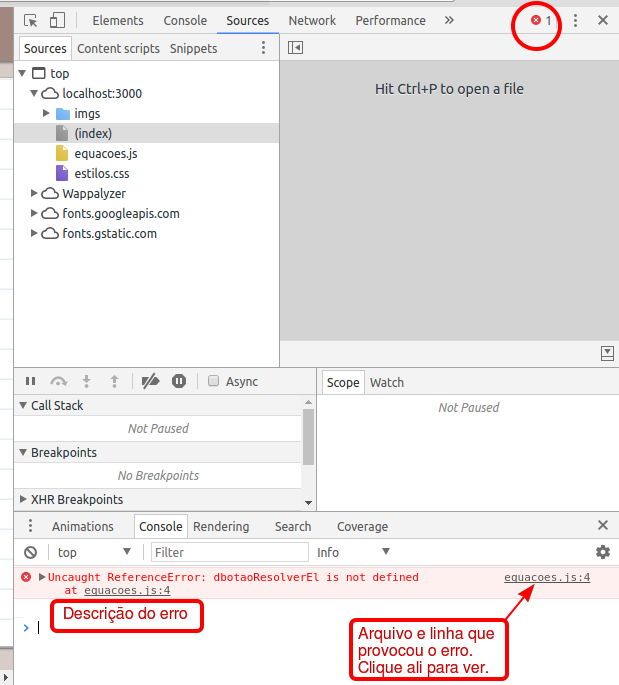 Elements Console Sources Network Performance » 1
Sources Content scripts Snippets
top
localhost:3000
imgs
(index)
equacoes.js
estilos.css
Wappalyzer
fonts.googleapis.com
fonts.gstatic.com
Hit Ctrl+P to open a file
Async
Call Stack
Not Paused
Breakpoints
No Breakpoints
XHR Breakpoints
Scope Watch
Not Paused
Animations Console Rendering Search Coverage
top Filter Info
Uncaught ReferenceError: dbotaoResolverEl is not defined equacoes.js:4
at equacoes.js:4
Descrição do erro
Arquivo e linha que
provocou o erro.
Clique ali para ver.